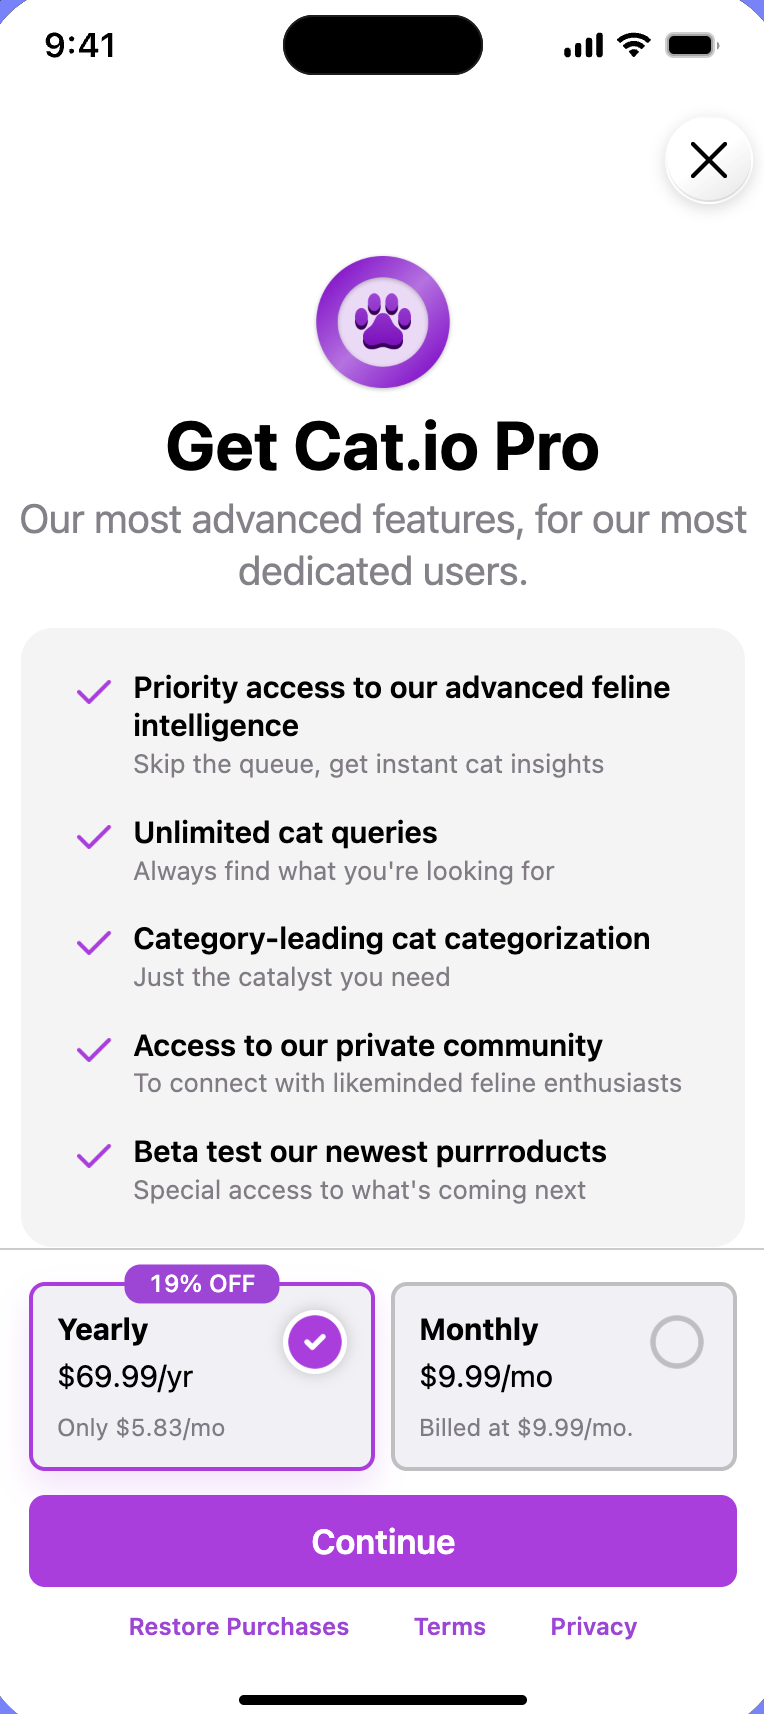 9:41
Get Cat.io Pro
Our most advanced features, for our most
dedicated users.
Priority access to our advanced feline
intelligence
Skip the queue, get instant cat insights
Unlimited cat queries
Always find what you're looking for
Category-leading cat categorization
Just the catalyst you need
Access to our private community
To connect with likeminded feline enthusiasts
Beta test our newest purrroducts
Special access to what's coming next
19% OFF
Yearly
$69.99/yr
Only $5.83/mo
Monthly
$9.99/mo
Billed at $9.99/mo.
Continue
Restore Purchases
Terms
Privacy